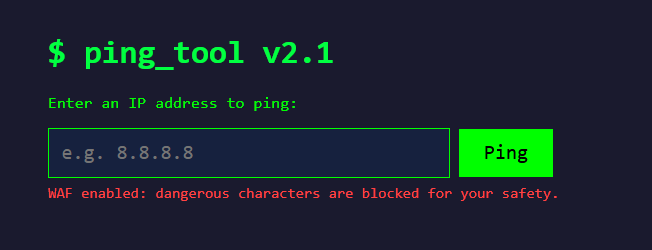 $ ping_tool v2.1
Enter an IP address to ping:
e.g. 8.8.8.8
Ping
WAF enabled: dangerous characters are blocked for your safety.